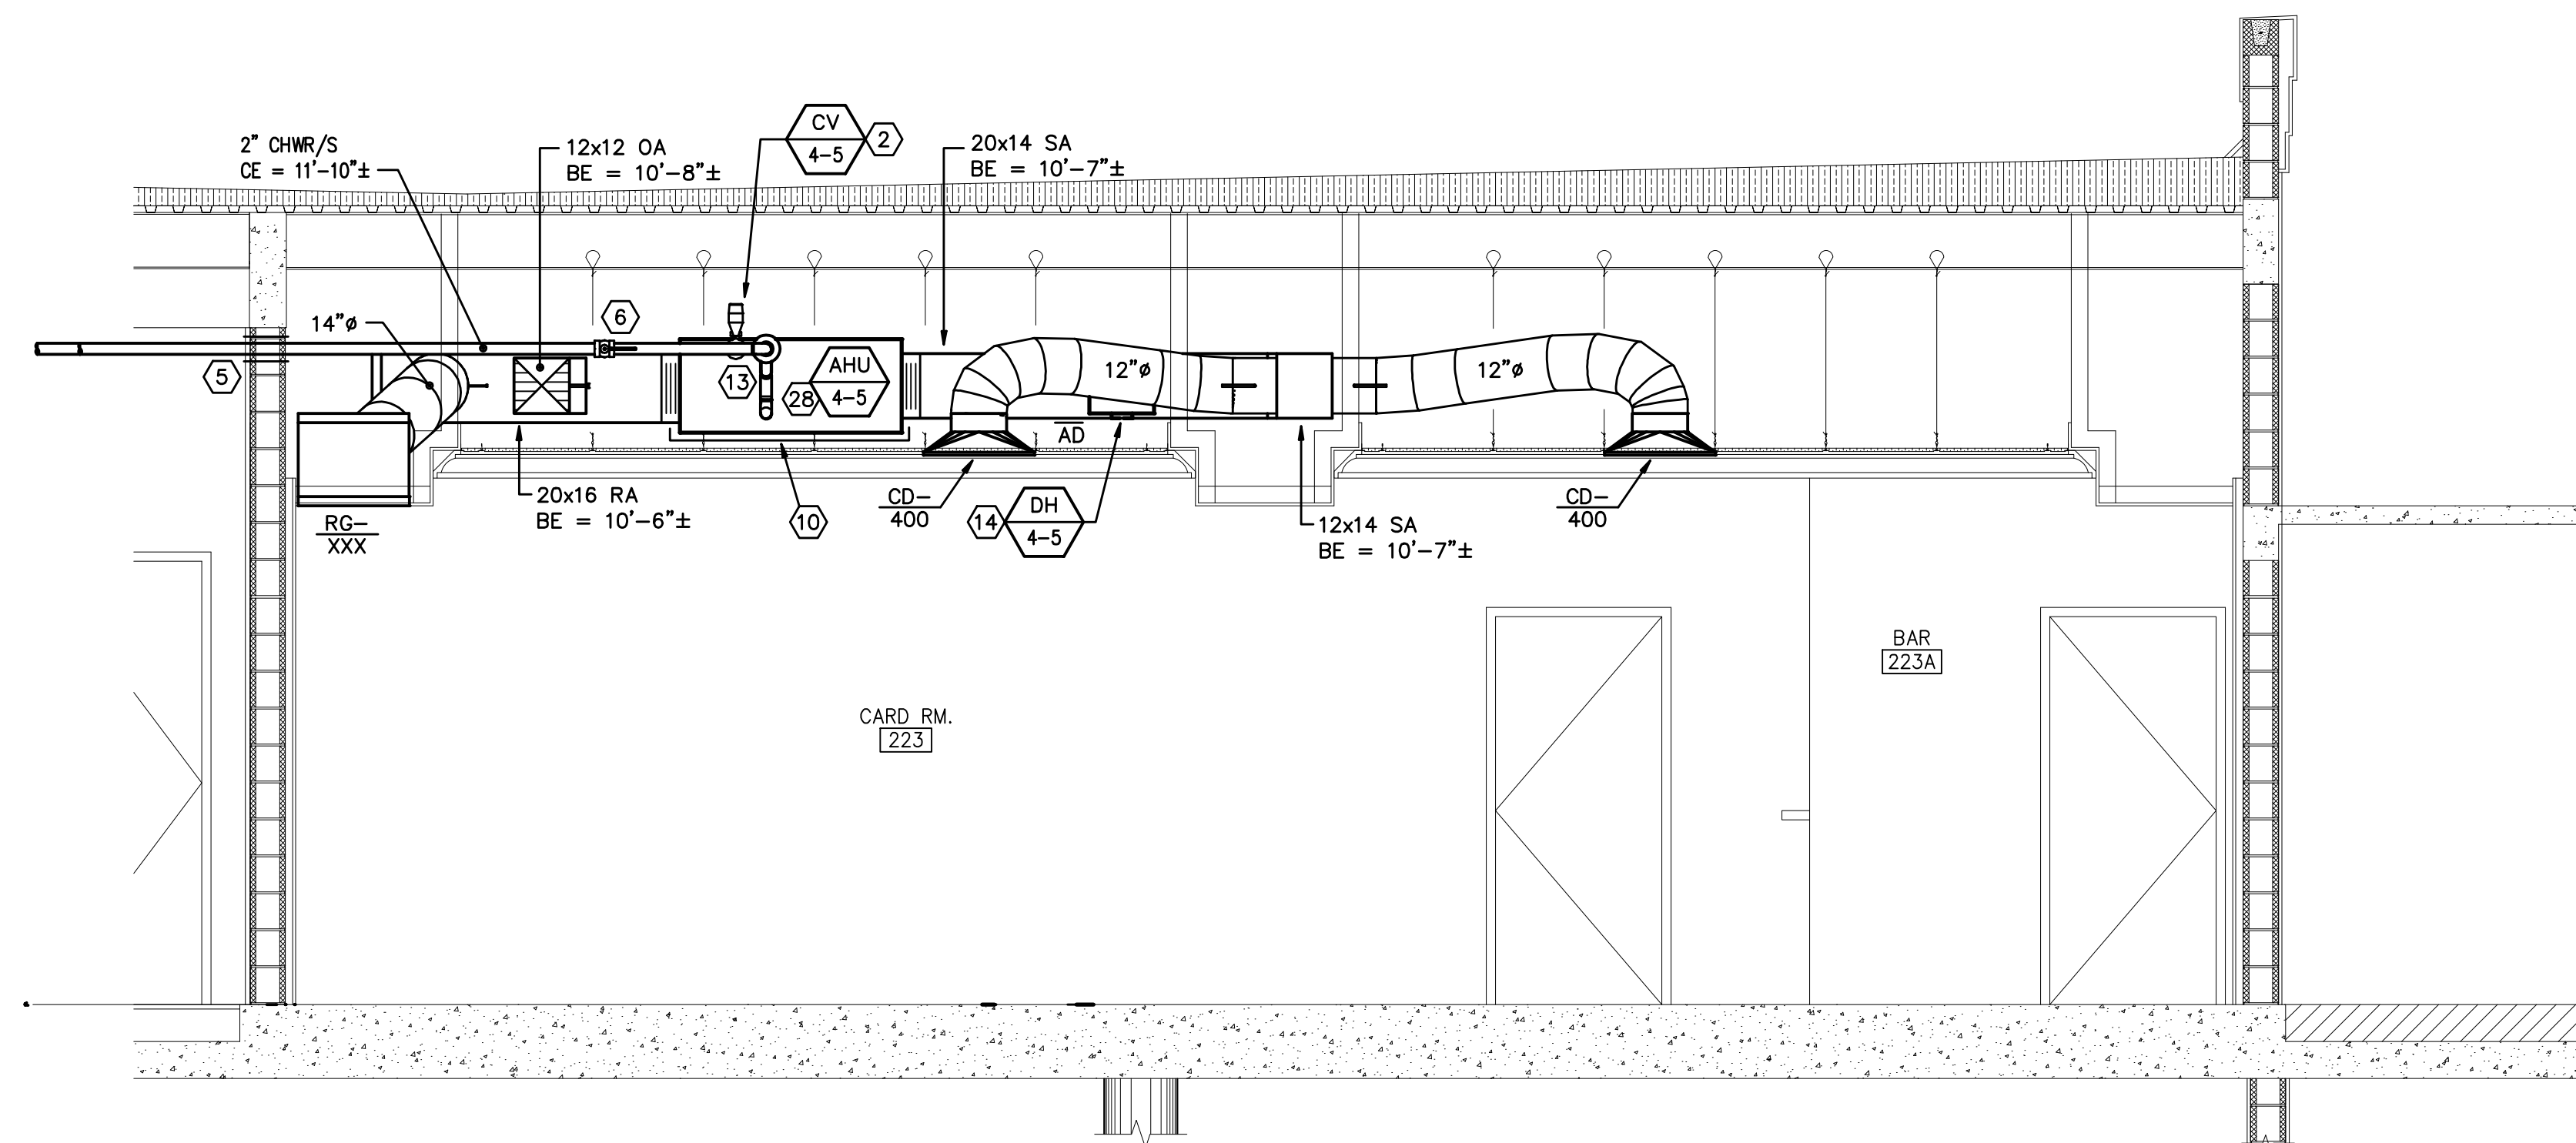 2" CHWR/S
CE = 11'-10"±
12x12 OA
BE = 10'-8"±
CV
4-5
2
20x14 SA
BE = 10'-7"±
14"ø
6
5
13
28
AHU
4-5
12"ø
12"ø
AD
RG-
XXX
20x16 RA
BE = 10'-6"±
10
CD-
400
14
DH
4-5
12x14 SA
BE = 10'-7"±
CD-
400
BAR
223A
CARD RM.
223